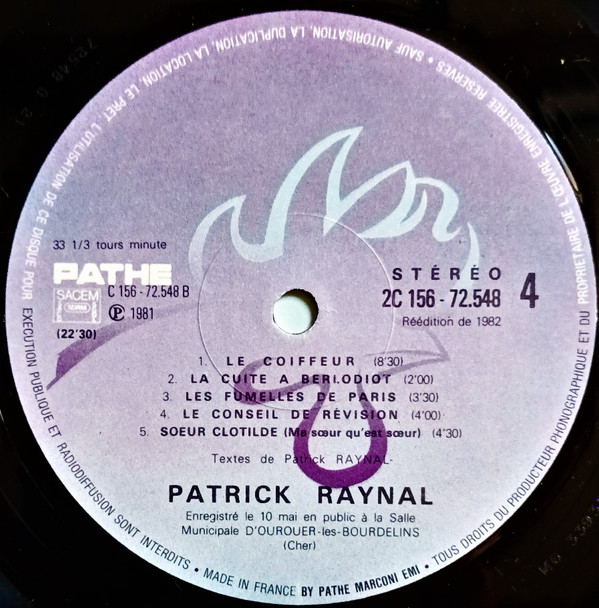 33 1/3 tours minute
PATHE
SACEM
C 156 - 72.548 B
Ⓟ 1981
(22'30)
STÉRÉO
2C 156 - 72.548
4
Réédition de 1982
1. LE COIFFEUR (8'30)
2. LA CUITE A BERLODIOT (2'00)
3. LES FUMELLES DE PARIS (3'30)
4. LE CONSEIL DE RÉVISION (4'00)
5. SOEUR CLOTILDE (Ma sœur qu'est sœur) (4'30)
Textes de Patrick RAYNAL-
PATRICK RAYNAL
Enregistré le 10 mai en public à la Salle
Municipale D'OUROUER-les-BOURDELINS
(Cher)
• MADE IN FRANCE BY PATHE MARCONI EMI • TOUS DROITS DU PRODUCTEUR PHONOGRAPHIQUE ET DU PROPRIETAIRE DE L'ŒUVRE ENREGISTRÉE RESERVES • SAUF AUTORISATION, LA DUPLICATION, LA LOCATION, LE PRET, L'UTILISATION DE CE DISQUE POUR EXECUTION PUBLIQUE ET RADIODIFFUSION SONT INTERDITS